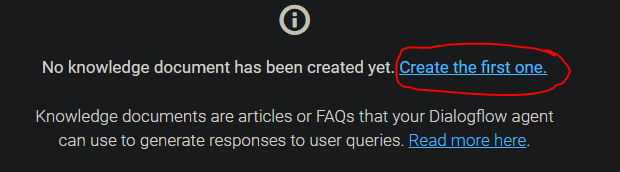 No knowledge document has been created yet. Create the first one.
Knowledge documents are articles or FAQs that your Dialogflow agent
can use to generate responses to user queries. Read more here.